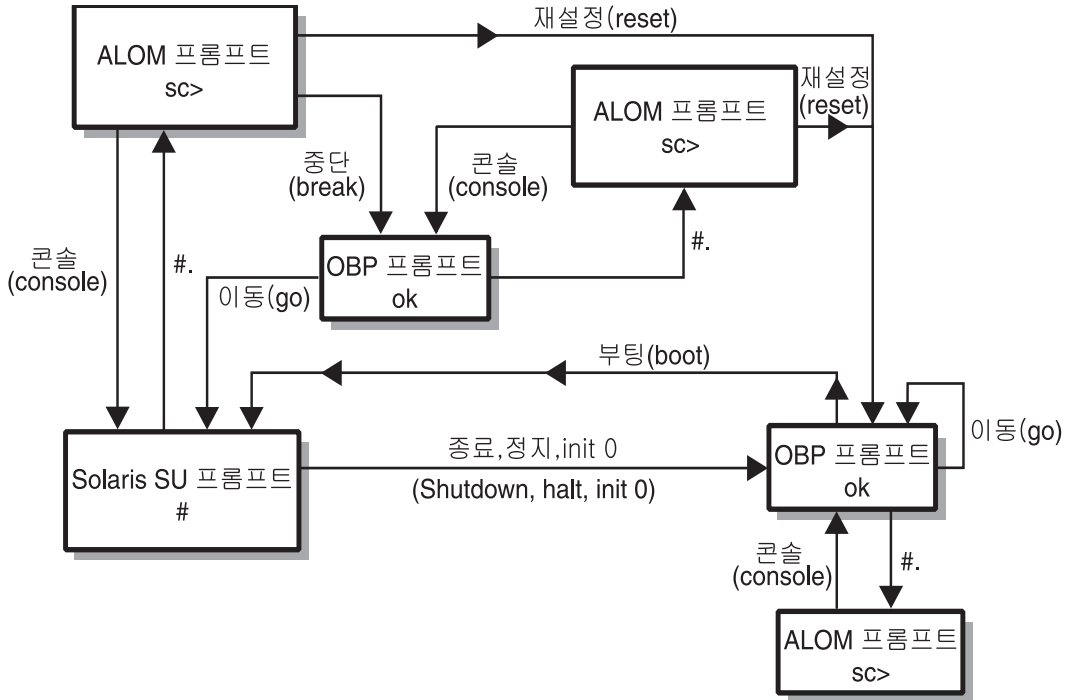 재설정(reset)
ALOM 프롬프트
sc>
재설정
(reset)
ALOM 프롬프트
sc>
중단
(break)
콘솔
(console)
콘솔
(console)
#.
#.
OBP 프롬프트
ok
이동(go)
부팅(boot)
Solaris SU 프롬프트
#
종료,정지,init 0
(Shutdown, halt, init 0)
OBP 프롬프트
ok
이동(go)
콘솔
(console)
#.
ALOM 프롬프트
sc>